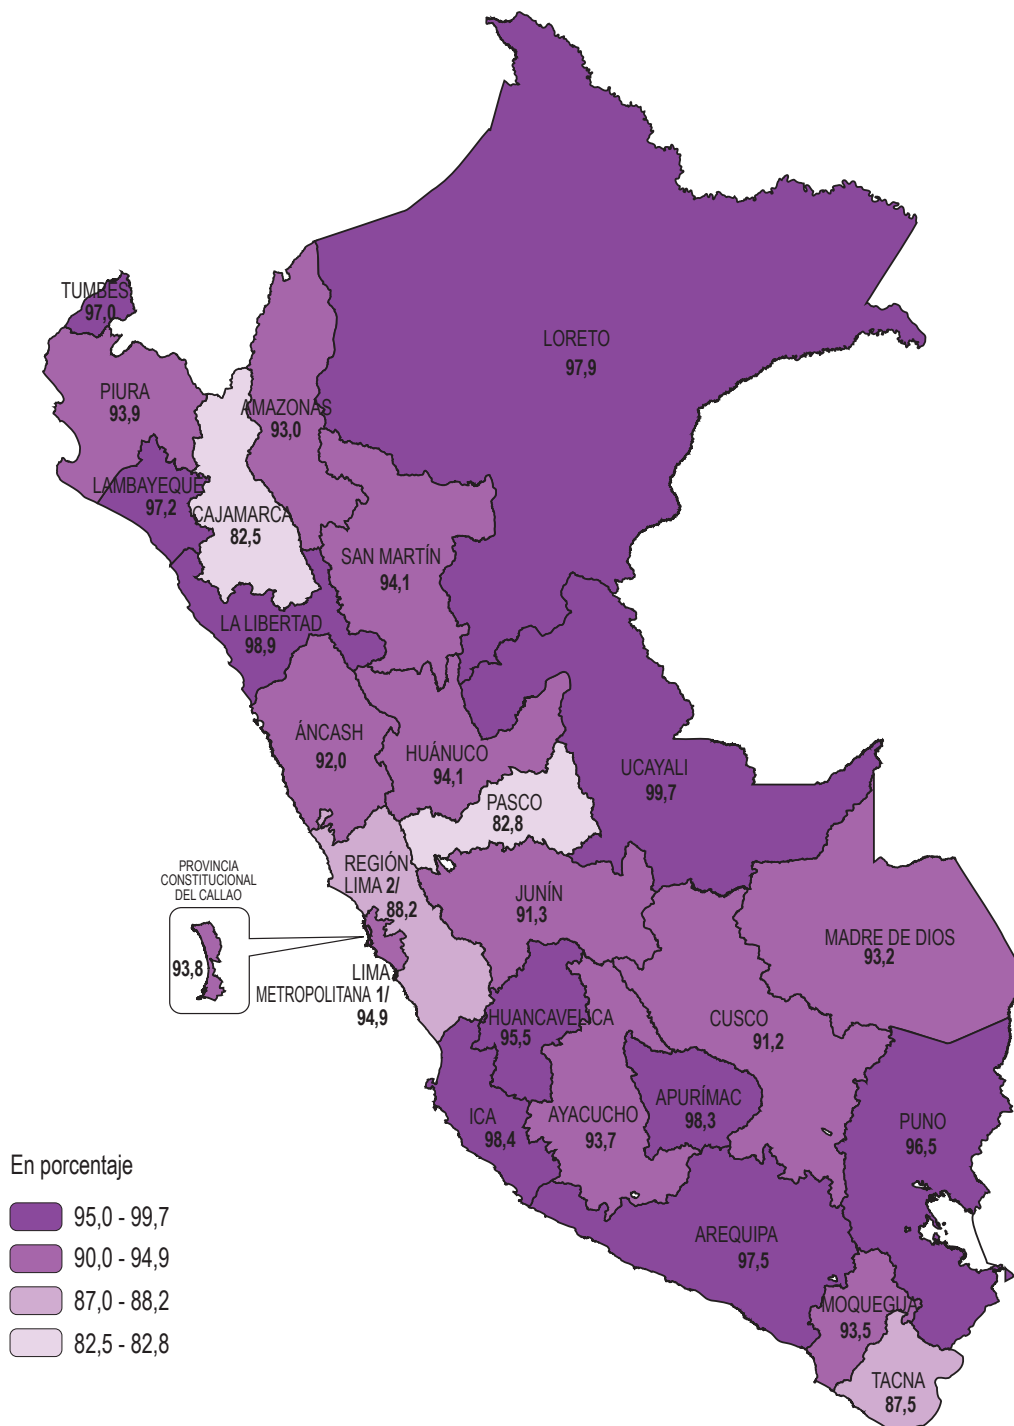 TUMBES
97,0
LORETO
97,9
PIURA
93,9
AMAZONAS
93,0
LAMBAYEQUE
97,2
CAJAMARCA
82,5
SAN MARTÍN
94,1
LA LIBERTAD
98,9
ÁNCASH
92,0
HUÁNUCO
94,1
UCAYALI
99,7
PASCO
82,8
REGIÓN
LIMA 2/
88,2
JUNÍN
91,3
PROVINCIA
CONSTITUCIONAL
DEL CALLAO
93,8
MADRE DE DIOS
93,2
LIMA
METROPOLITANA 1/
94,9
HUANCAVELICA
95,5
CUSCO
91,2
ICA
98,4
AYACUCHO
93,7
APURÍMAC
98,3
PUNO
96,5
AREQUIPA
97,5
MOQUEGUA
93,5
TACNA
87,5
En porcentaje
95,0 - 99,7
90,0 - 94,9
87,0 - 88,2
82,5 - 82,8